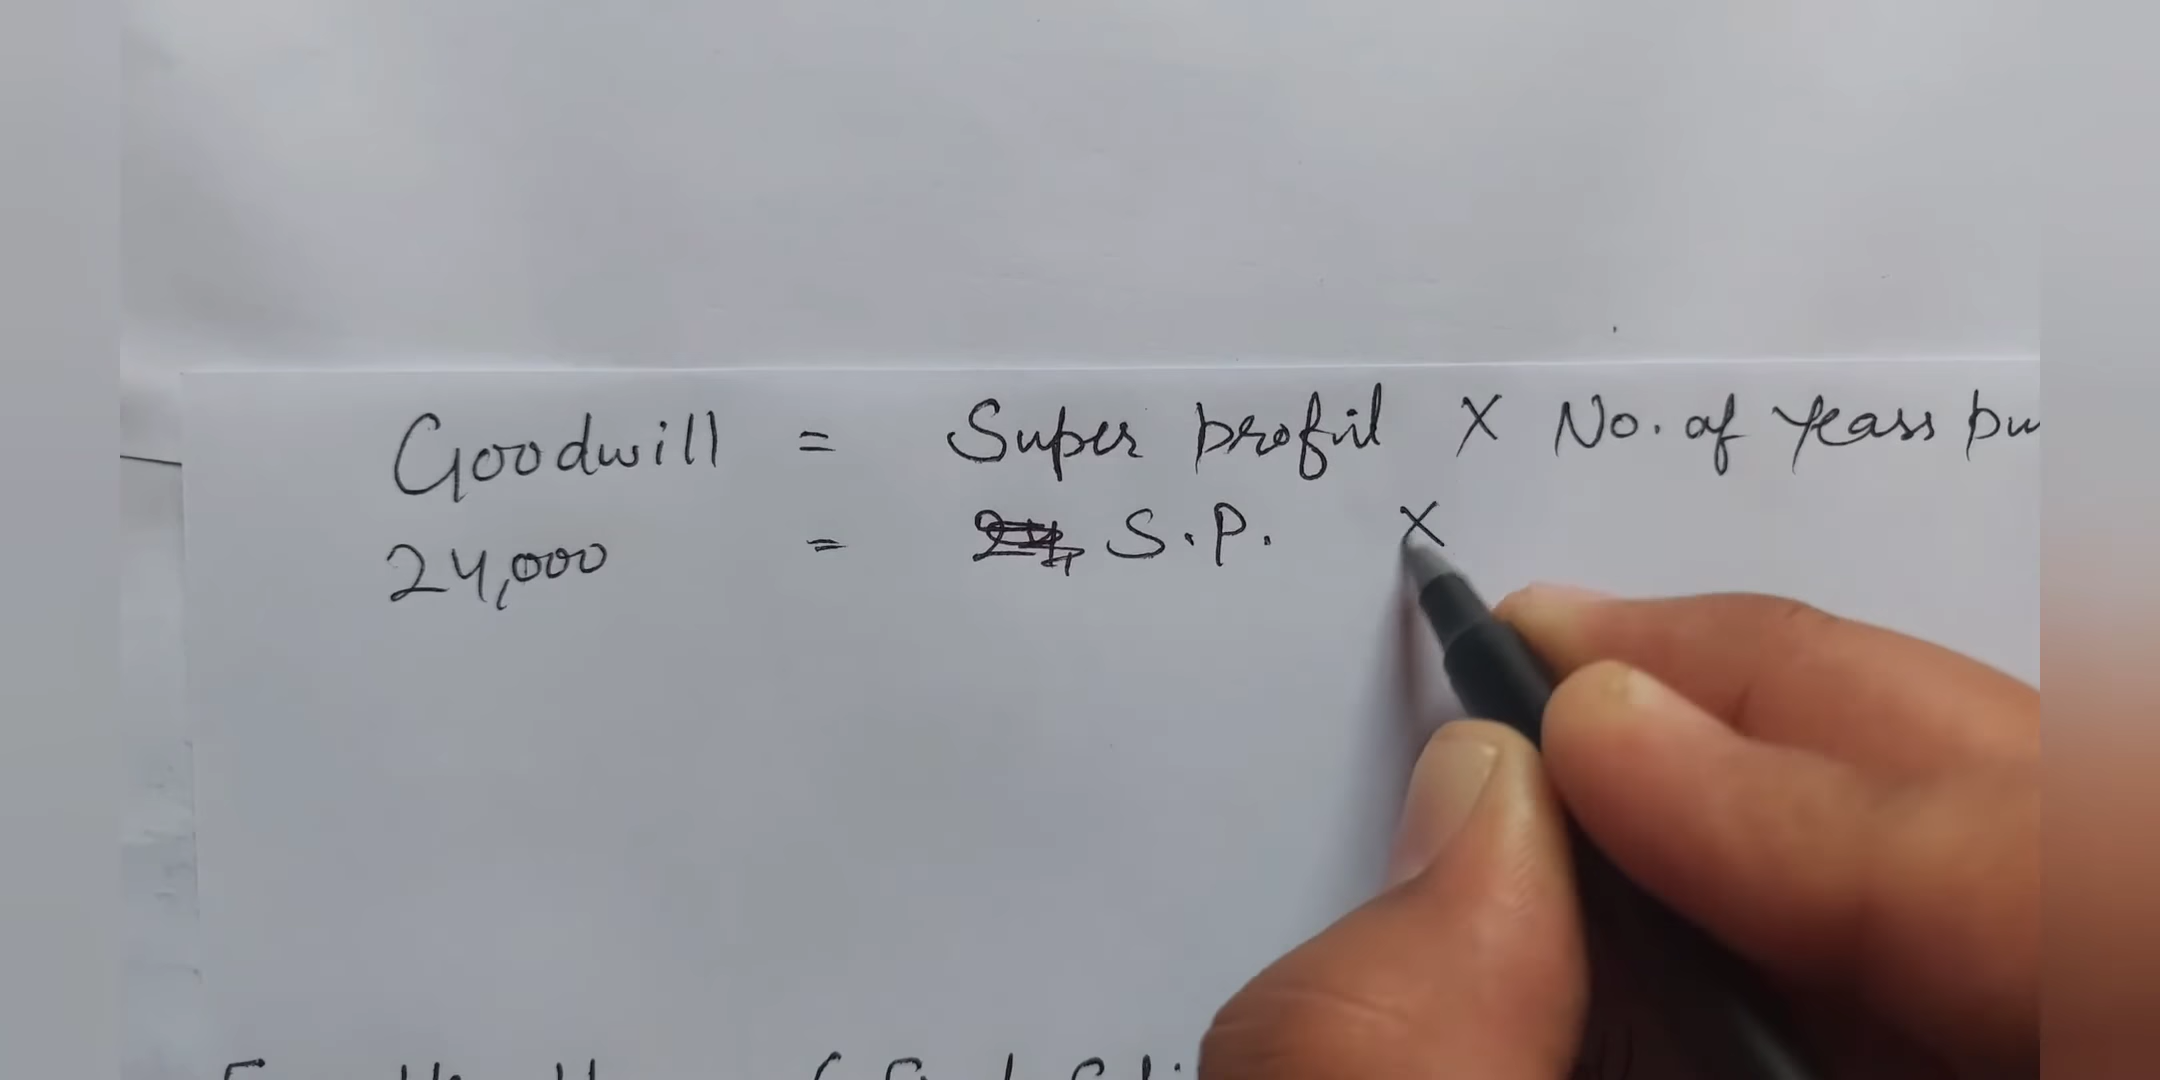 Goodwill = Super profit X No. of Years pu
24,000 = S.P. X